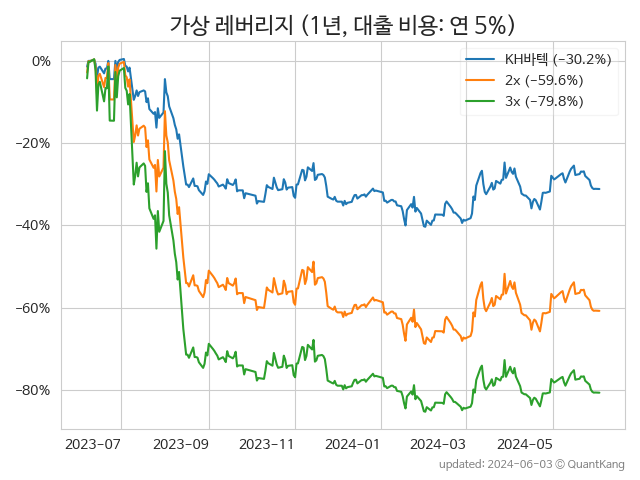 가상 레버리지 (1년, 대출 비용: 연 5%)
KH바텍 (−30.2%)
2x (−59.6%)
3x (−79.8%)
0%
−20%
−40%
−60%
−80%
2023-07 2023-09 2023-11 2024-01 2024-03 2024-05
updated: 2024-06-03 © QuantKang